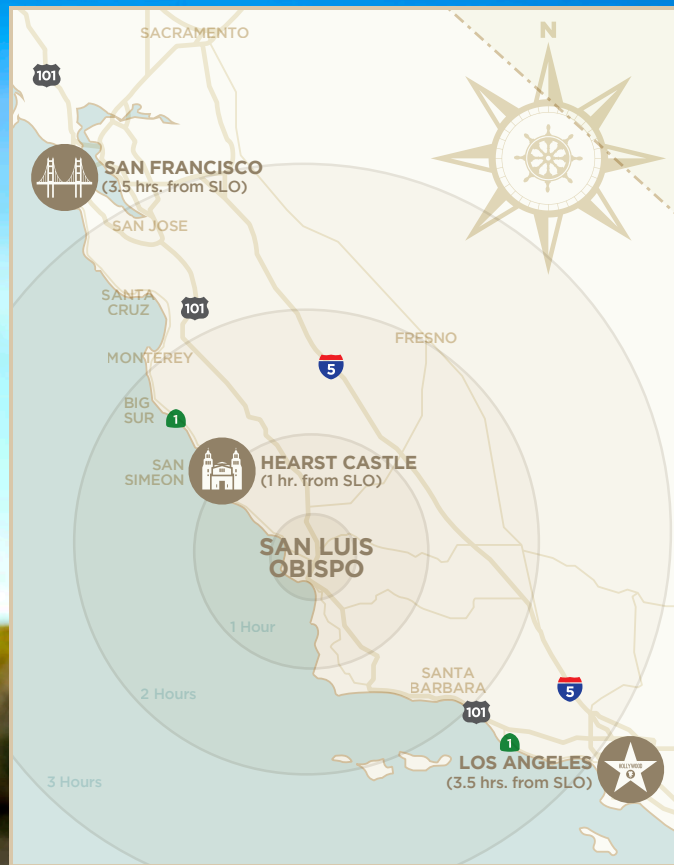 SACRAMENTO
N
101
SAN FRANCISCO
(3.5 hrs. from SLO)
SAN JOSE
SANTA
CRUZ
101
FRESNO
MONTEREY
5
BIG
SUR
1
SAN
SIMEON
HEARST CASTLE
(1 hr. from SLO)
SAN LUIS
OBISPO
1 Hour
2 Hours
SANTA
BARBARA
5
101
1
LOS ANGELES
(3.5 hrs. from SLO)
HOLLYWOOD
3 Hours